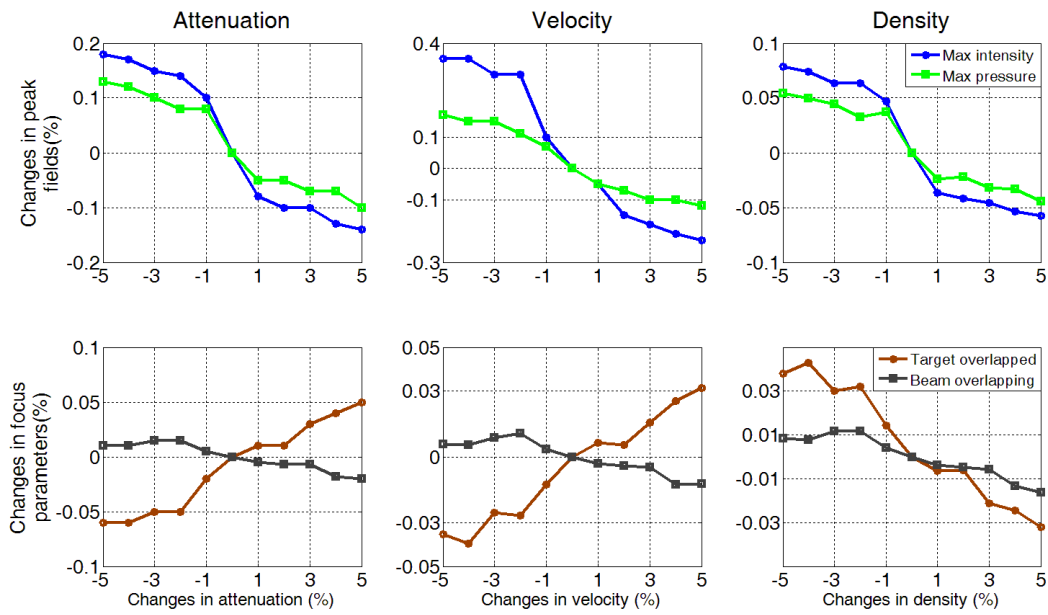 Attenuation
Velocity
Density
Changes in peak
fields(%)
0.2
0.1
0
-0.1
-0.2
-5 -3 -1 1 3 5
0.4
0.1
0
-0.1
-0.3
-5 -3 -1 1 3 5
0.1
0.05
0
-0.05
-0.1
-5 -3 -1 1 3 5
Max intensity
Max pressure
Changes in focus
parameters(%)
0.1
0.05
0
-0.05
-0.1
-5 -3 -1 1 3 5
Changes in attenuation (%)
0.05
0.03
0
-0.03
-0.05
-5 -3 -1 1 3 5
Changes in velocity (%)
0.03
0.01
-0.01
-0.03
-5 -3 -1 1 3 5
Changes in density (%)
Target overlapped
Beam overlapping